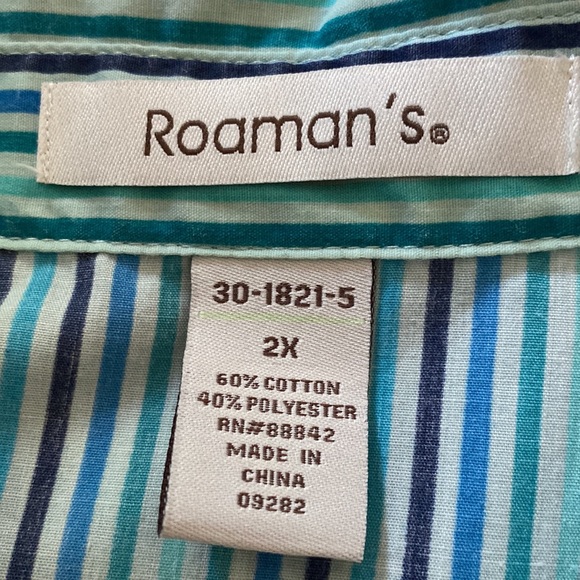 Roaman's®
30-1821-5
2X
60% COTTON
40% POLYESTER
RN#88842
MADE IN
CHINA
09282